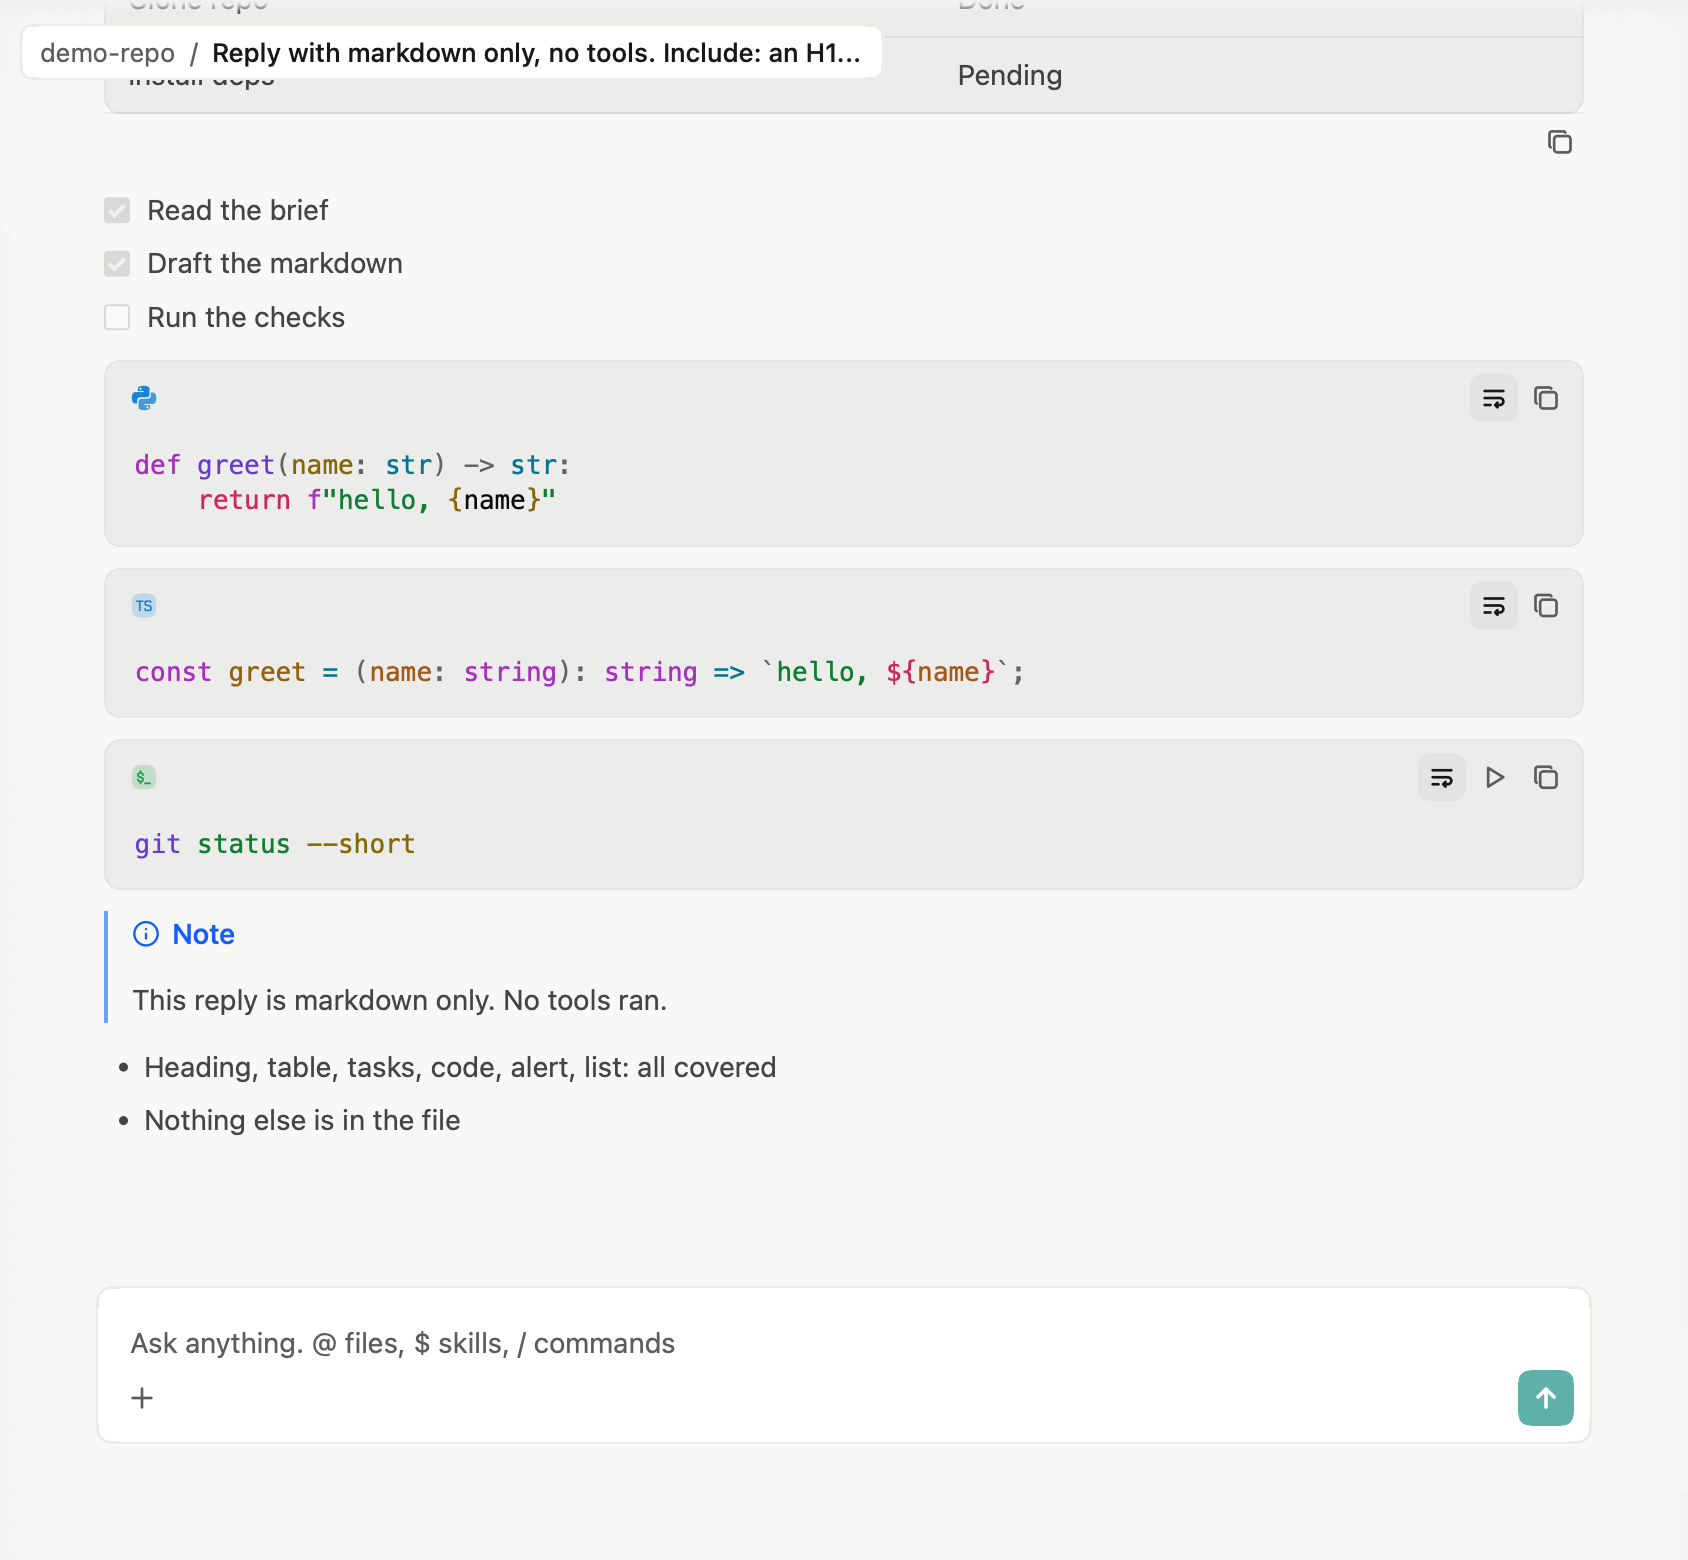 demo-repo / Reply with markdown only, no tools. Include: an H1...
Pending
Read the brief
Draft the markdown
Run the checks
def greet(name: str) -> str:
    return f"hello, {name}"
TS
const greet = (name: string): string => `hello, ${name}`;
$_
git status --short
Note
This reply is markdown only. No tools ran.
• Heading, table, tasks, code, alert, list: all covered
• Nothing else is in the file
Ask anything. @ files, $ skills, / commands